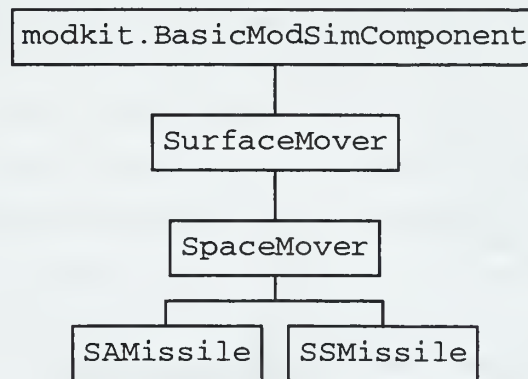 modkit.BasicModSimComponent
SurfaceMover
SpaceMover
SAMissile
SSMissile